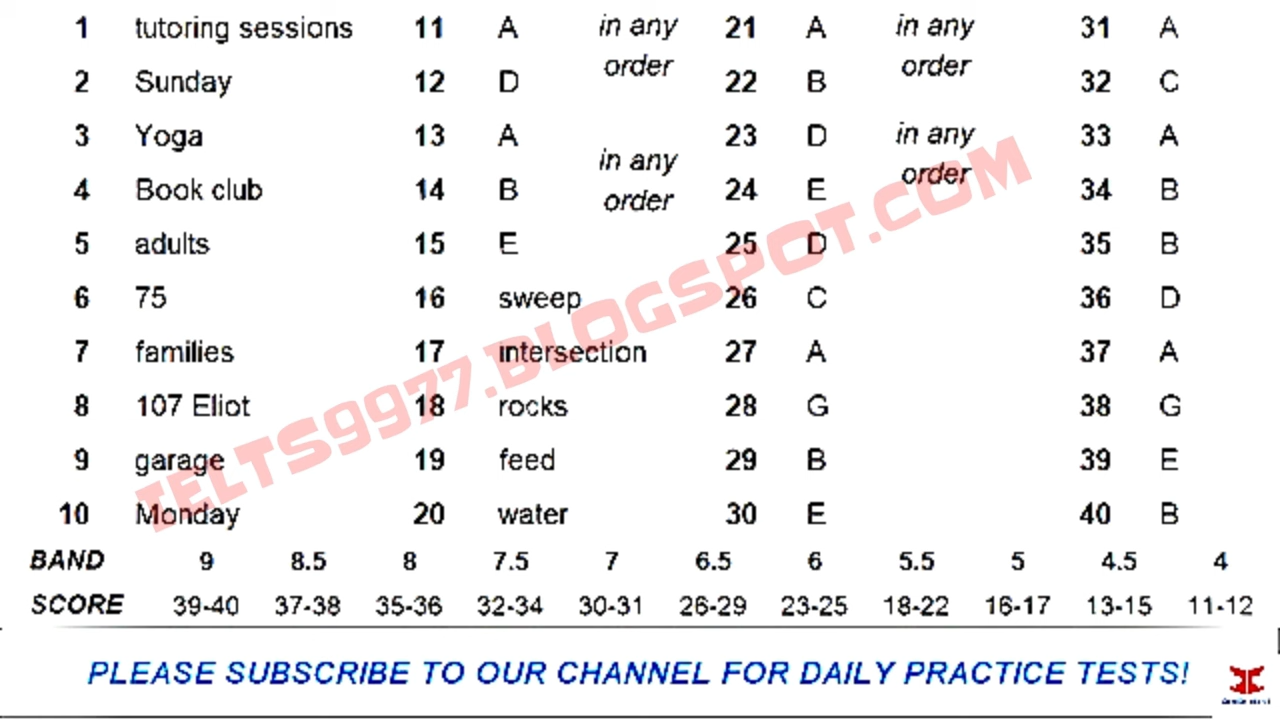 1 tutoring sessions 11 A in any order 21 A in any order 31 A
2 Sunday 12 D 22 B 32 C
3 Yoga 13 A in any order 23 D in any order 33 A
4 Book club 14 B 24 E 34 B
5 adults 15 E 25 D 35 B
6 75 16 sweep 26 C 36 D
7 families 17 intersection 27 A 37 A
8 107 Eliot 18 rocks 28 G 38 G
9 garage 19 feed 29 B 39 E
10 Monday 20 water 30 E 40 B
IELTS9977.BLOGSPOT.COM
BAND 9 8.5 8 7.5 7 6.5 6 5.5 5 4.5 4
SCORE 39-40 37-38 35-36 32-34 30-31 26-29 23-25 18-22 16-17 13-15 11-12
PLEASE SUBSCRIBE TO OUR CHANNEL FOR DAILY PRACTICE TESTS!